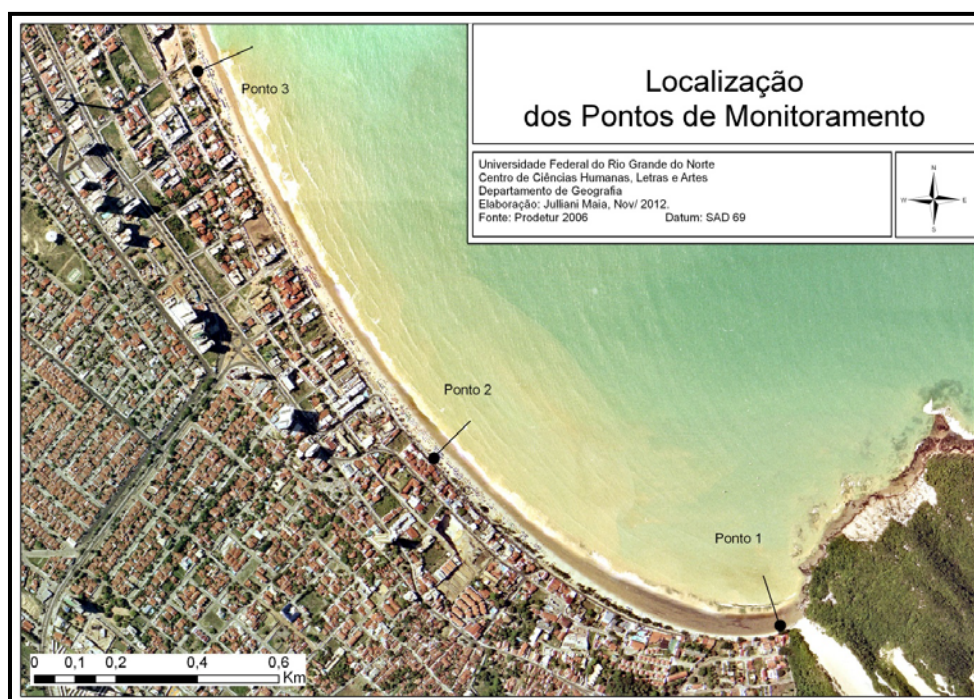 Localização
dos Pontos de Monitoramento
Universidade Federal do Rio Grande do Norte
Centro de Ciências Humanas, Letras e Artes
Departamento de Geografia
Elaboração: Julliani Maia, Nov/ 2012.
Fonte: Prodetur 2006 Datum: SAD 69
N
W E
S
Ponto 3
Ponto 2
Ponto 1
0 0,1 0,2 0,4 0,6
Km